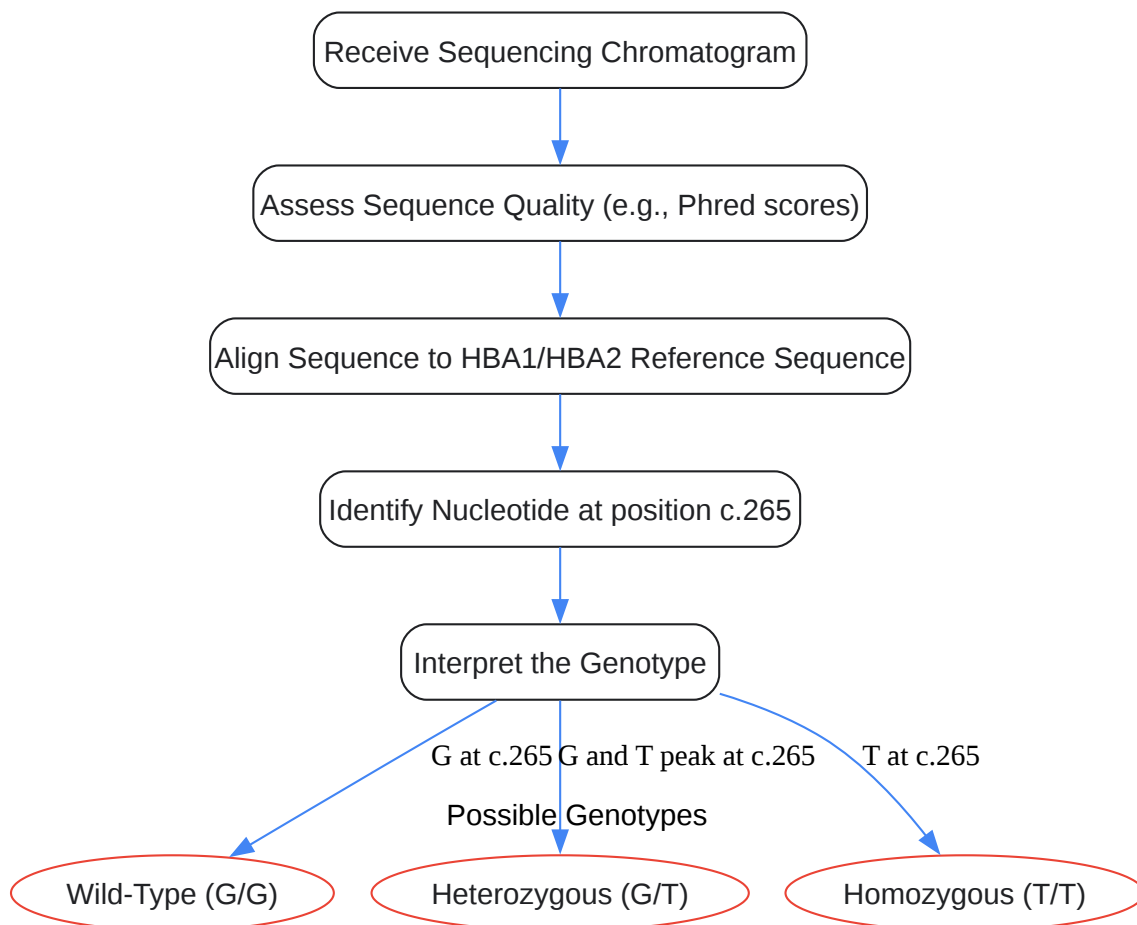 Receive Sequencing Chromatogram
Assess Sequence Quality (e.g., Phred scores)
Align Sequence to HBA1/HBA2 Reference Sequence
Identify Nucleotide at position c.265
Interpret the Genotype
G at c.265
G and T peak at c.265
T at c.265
Possible Genotypes
Wild-Type (G/G)
Heterozygous (G/T)
Homozygous (T/T)